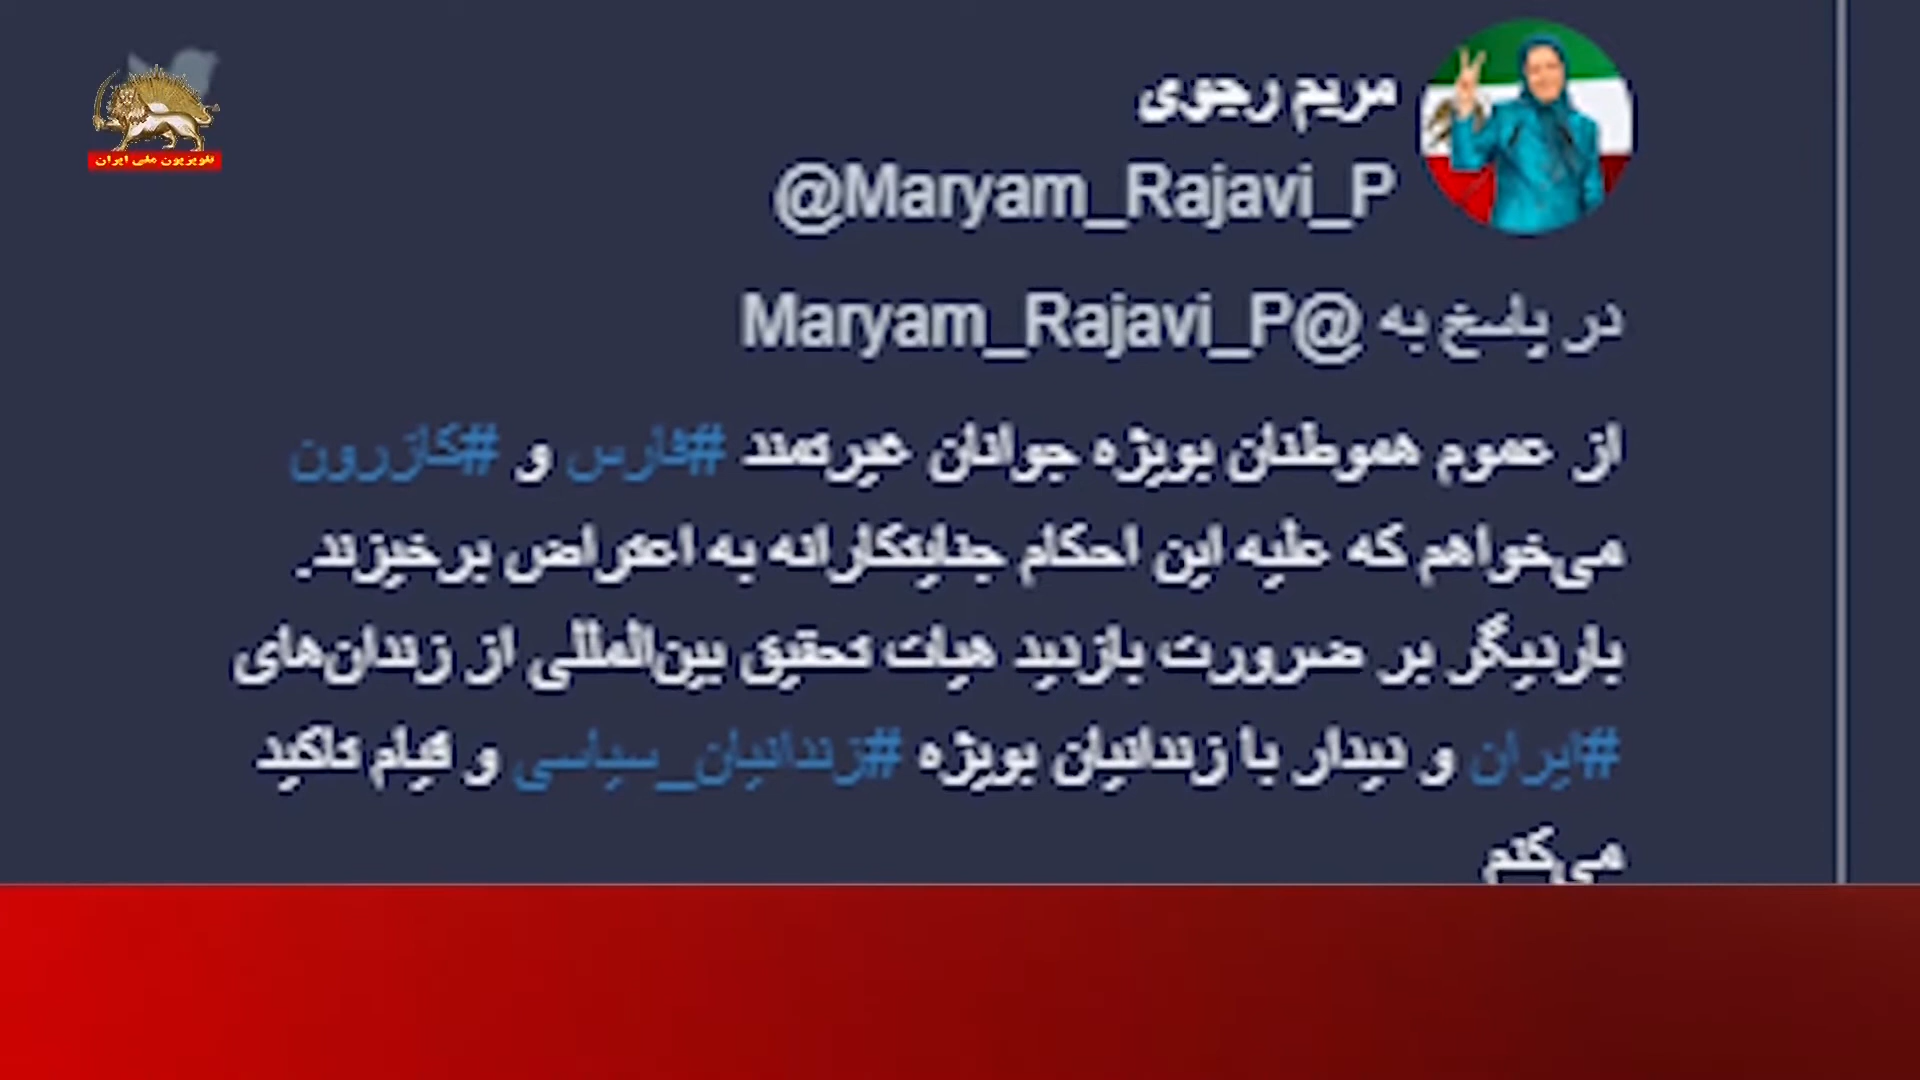 تلویزیون ملی ایران
مریم رجوی
@Maryam_Rajavi_P
در پاسخ به @Maryam_Rajavi_P
از عموم هموطنان بویژه جوانان غیرتمند #فارس و #کازرون
می‌خواهم که علیه این احکام جنایتکارانه به اعتراض برخیزند.
باردیگر بر ضرورت بازدید هیات تحقیق بین‌المللی از زندان‌های
#ایران و دیدار با زندانیان بویژه #زندانیان_سیاسی و قیام تاکید
می‌کنم